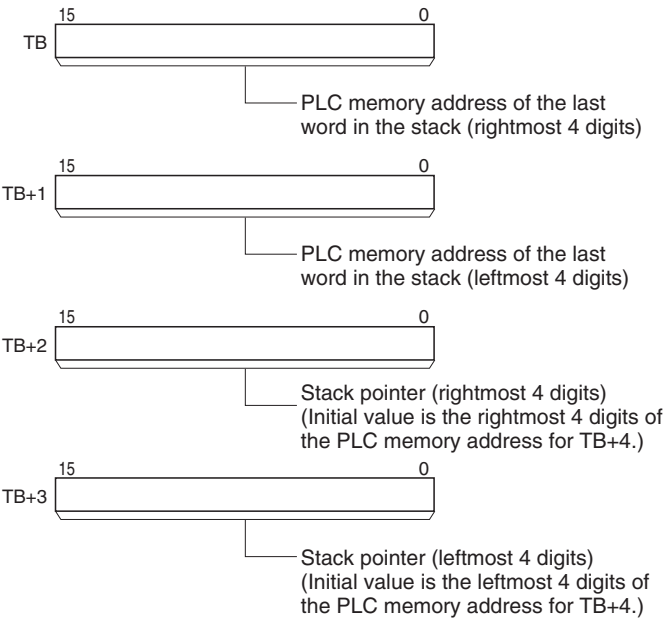 15 0
TB
PLC memory address of the last
word in the stack (rightmost 4 digits)
15 0
TB+1
PLC memory address of the last
word in the stack (leftmost 4 digits)
15 0
TB+2
Stack pointer (rightmost 4 digits)
(Initial value is the rightmost 4 digits of
the PLC memory address for TB+4.)
15 0
TB+3
Stack pointer (leftmost 4 digits)
(Initial value is the leftmost 4 digits of
the PLC memory address for TB+4.)